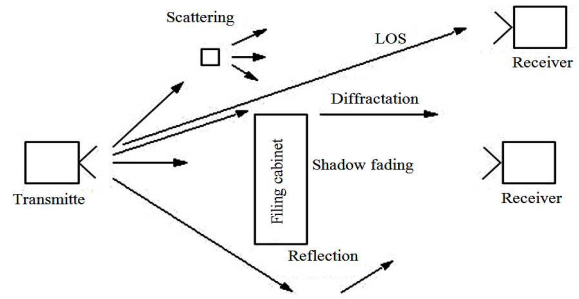 Scattering
LOS
Receiver
Diffractation
Filing cabinet
Shadow fading
Transmitte
Receiver
Reflection